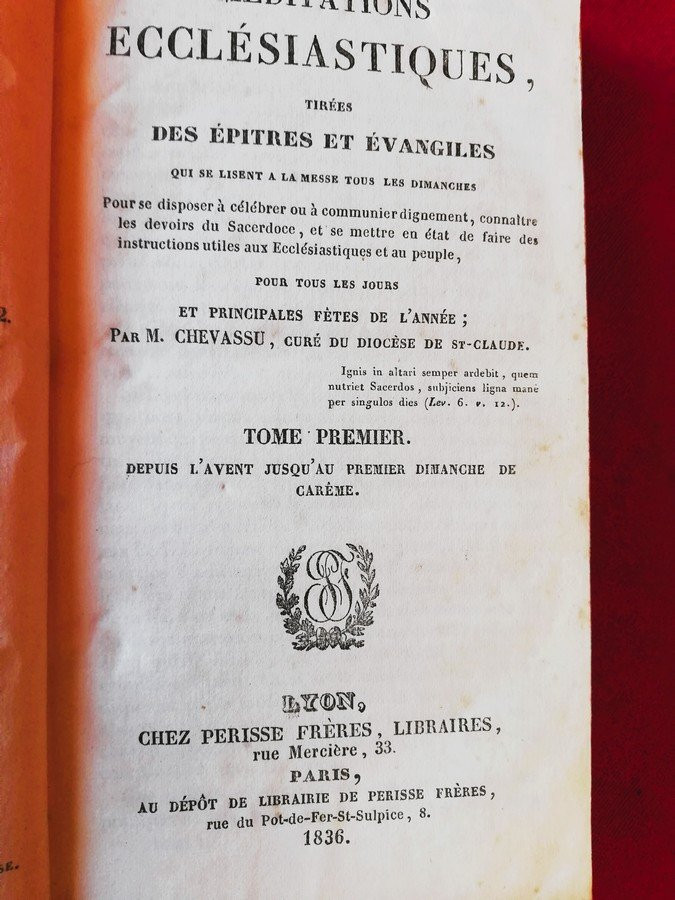 MÉDITATIONS
ECCLÉSIASTIQUES,
TIRÉES
DES ÉPITRES ET ÉVANGILES
QUI SE LISENT A LA MESSE TOUS LES DIMANCHES
Pour se disposer à célébrer ou à communier dignement, connaître
les devoirs du Sacerdoce, et se mettre en état de faire des
instructions utiles aux Ecclésiastiques et au peuple,
POUR TOUS LES JOURS
ET PRINCIPALES FÊTES DE L'ANNÉE;
PAR M. CHEVASSU, CURÉ DU DIOCÈSE DE ST-CLAUDE.
Ignis in altari semper ardebit, quem
nutriet Sacerdos, subjiciens ligna mane
per singulos dies (Lev. 6. v. 12.).
TOME PREMIER.
DEPUIS L'AVENT JUSQU'AU PREMIER DIMANCHE DE
CARÊME.
LYON,
CHEZ PERISSE FRÈRES, LIBRAIRES,
rue Mercière, 33.
PARIS,
AU DÉPÔT DE LIBRAIRIE DE PERISSE FRÈRES,
rue du Pot-de-Fer-St-Sulpice, 8.
1836.